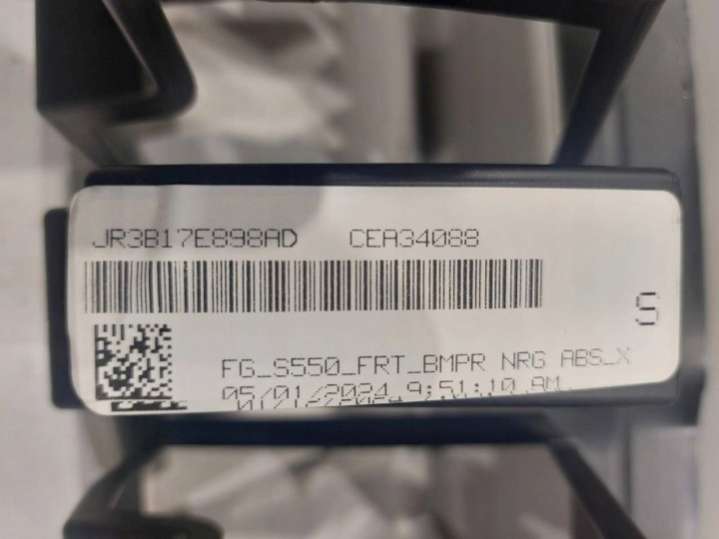 JR3B17E898AD CEA34088
S
FG_S550_FRT_BMPR NRG ABS_X
05/01/2024 9:51:10 AM